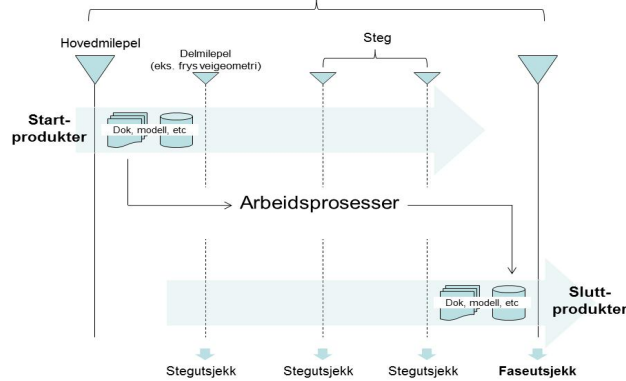 Hovedmilepel
Delmilepel
(eks. frys veigeometri)
Steg
Start-
produkter
Dok, modell, etc
Arbeidsprosesser
Dok, modell, etc
Slutt-
produkter
Stegutsjekk
Stegutsjekk
Stegutsjekk
Faseutsjekk